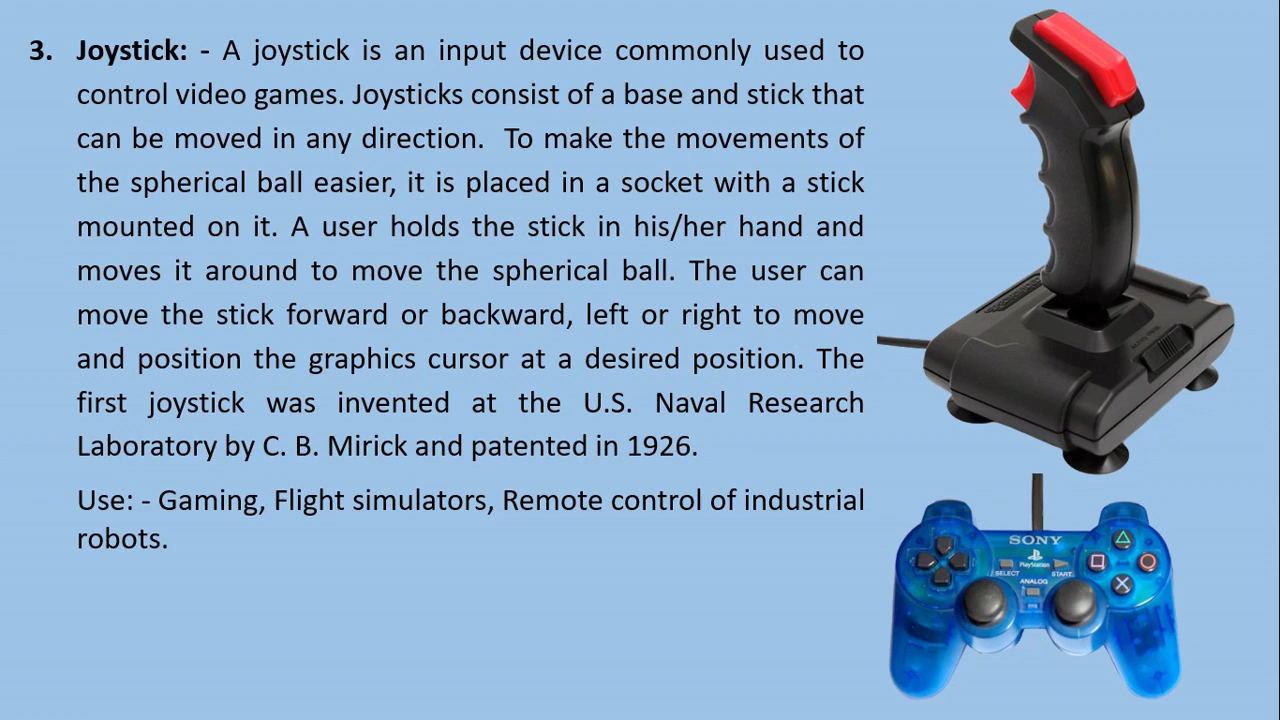 3. Joystick: - A joystick is an input device commonly used to
control video games. Joysticks consist of a base and stick that
can be moved in any direction. To make the movements of
the spherical ball easier, it is placed in a socket with a stick
mounted on it. A user holds the stick in his/her hand and
moves it around to move the spherical ball. The user can
move the stick forward or backward, left or right to move
and position the graphics cursor at a desired position. The
first joystick was invented at the U.S. Naval Research
Laboratory by C. B. Mirick and patented in 1926.
Use: - Gaming, Flight simulators, Remote control of industrial
robots.
SONY
PlayStation
SELECT START
ANALOG